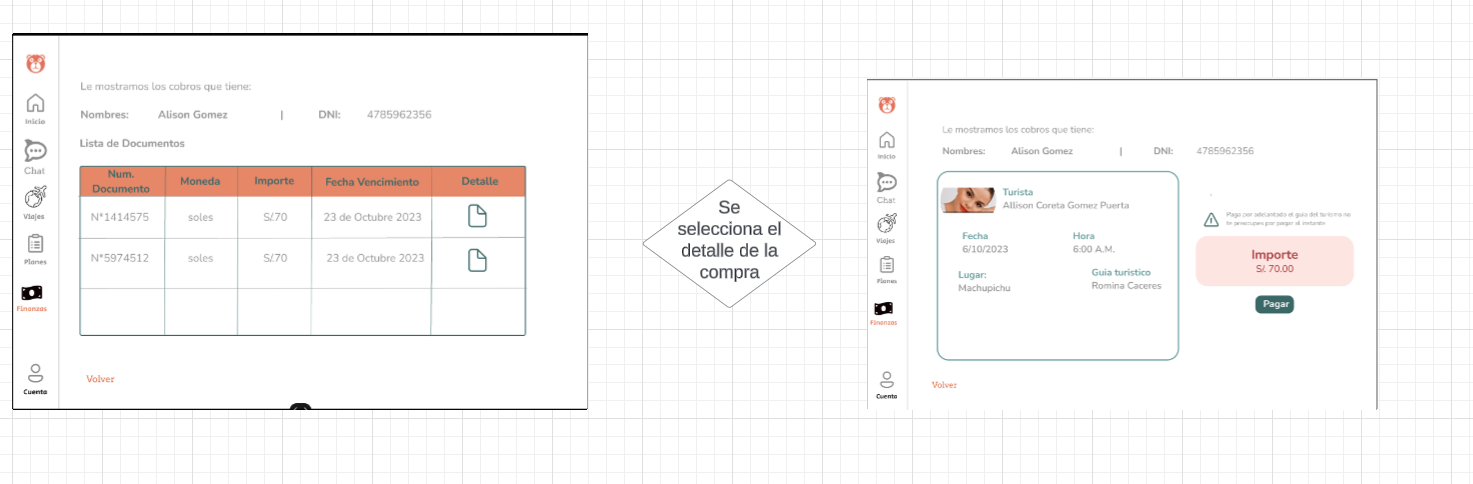 Le mostramos los cobros que tiene:
Nombres: Alison Gomez | DNI: 4785962356
Lista de Documentos
Num. Documento Moneda Importe Fecha Vencimiento Detalle
N*1414575 soles S/.70 23 de Octubre 2023
N*5974512 soles S/.70 23 de Octubre 2023
Volver
Inicio
Chat
Viajes
Planes
Finanzas
Cuenta
Se
selecciona el
detalle de la
compra
Inicio
Chat
Viajes
Planes
Finanzas
Cuenta
Le mostramos los cobros que tiene:
Nombres: Alison Gomez | DNI: 4785962356
Turista
Allison Coreta Gomez Puerta
Fecha Hora
6/10/2023 6:00 A.M.
Lugar: Guia turistico
Machupichu Romina Caceres
Pago por adelantado el guia del turismo no
te preocupes por pagar al instante
Importe
S/. 70.00
Pagar
Volver